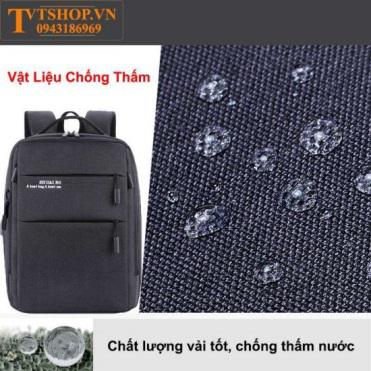 TVTSHOP.VN
0943186969
Vật Liệu Chống Thấm
Chất lượng vải tốt, chống thấm nước